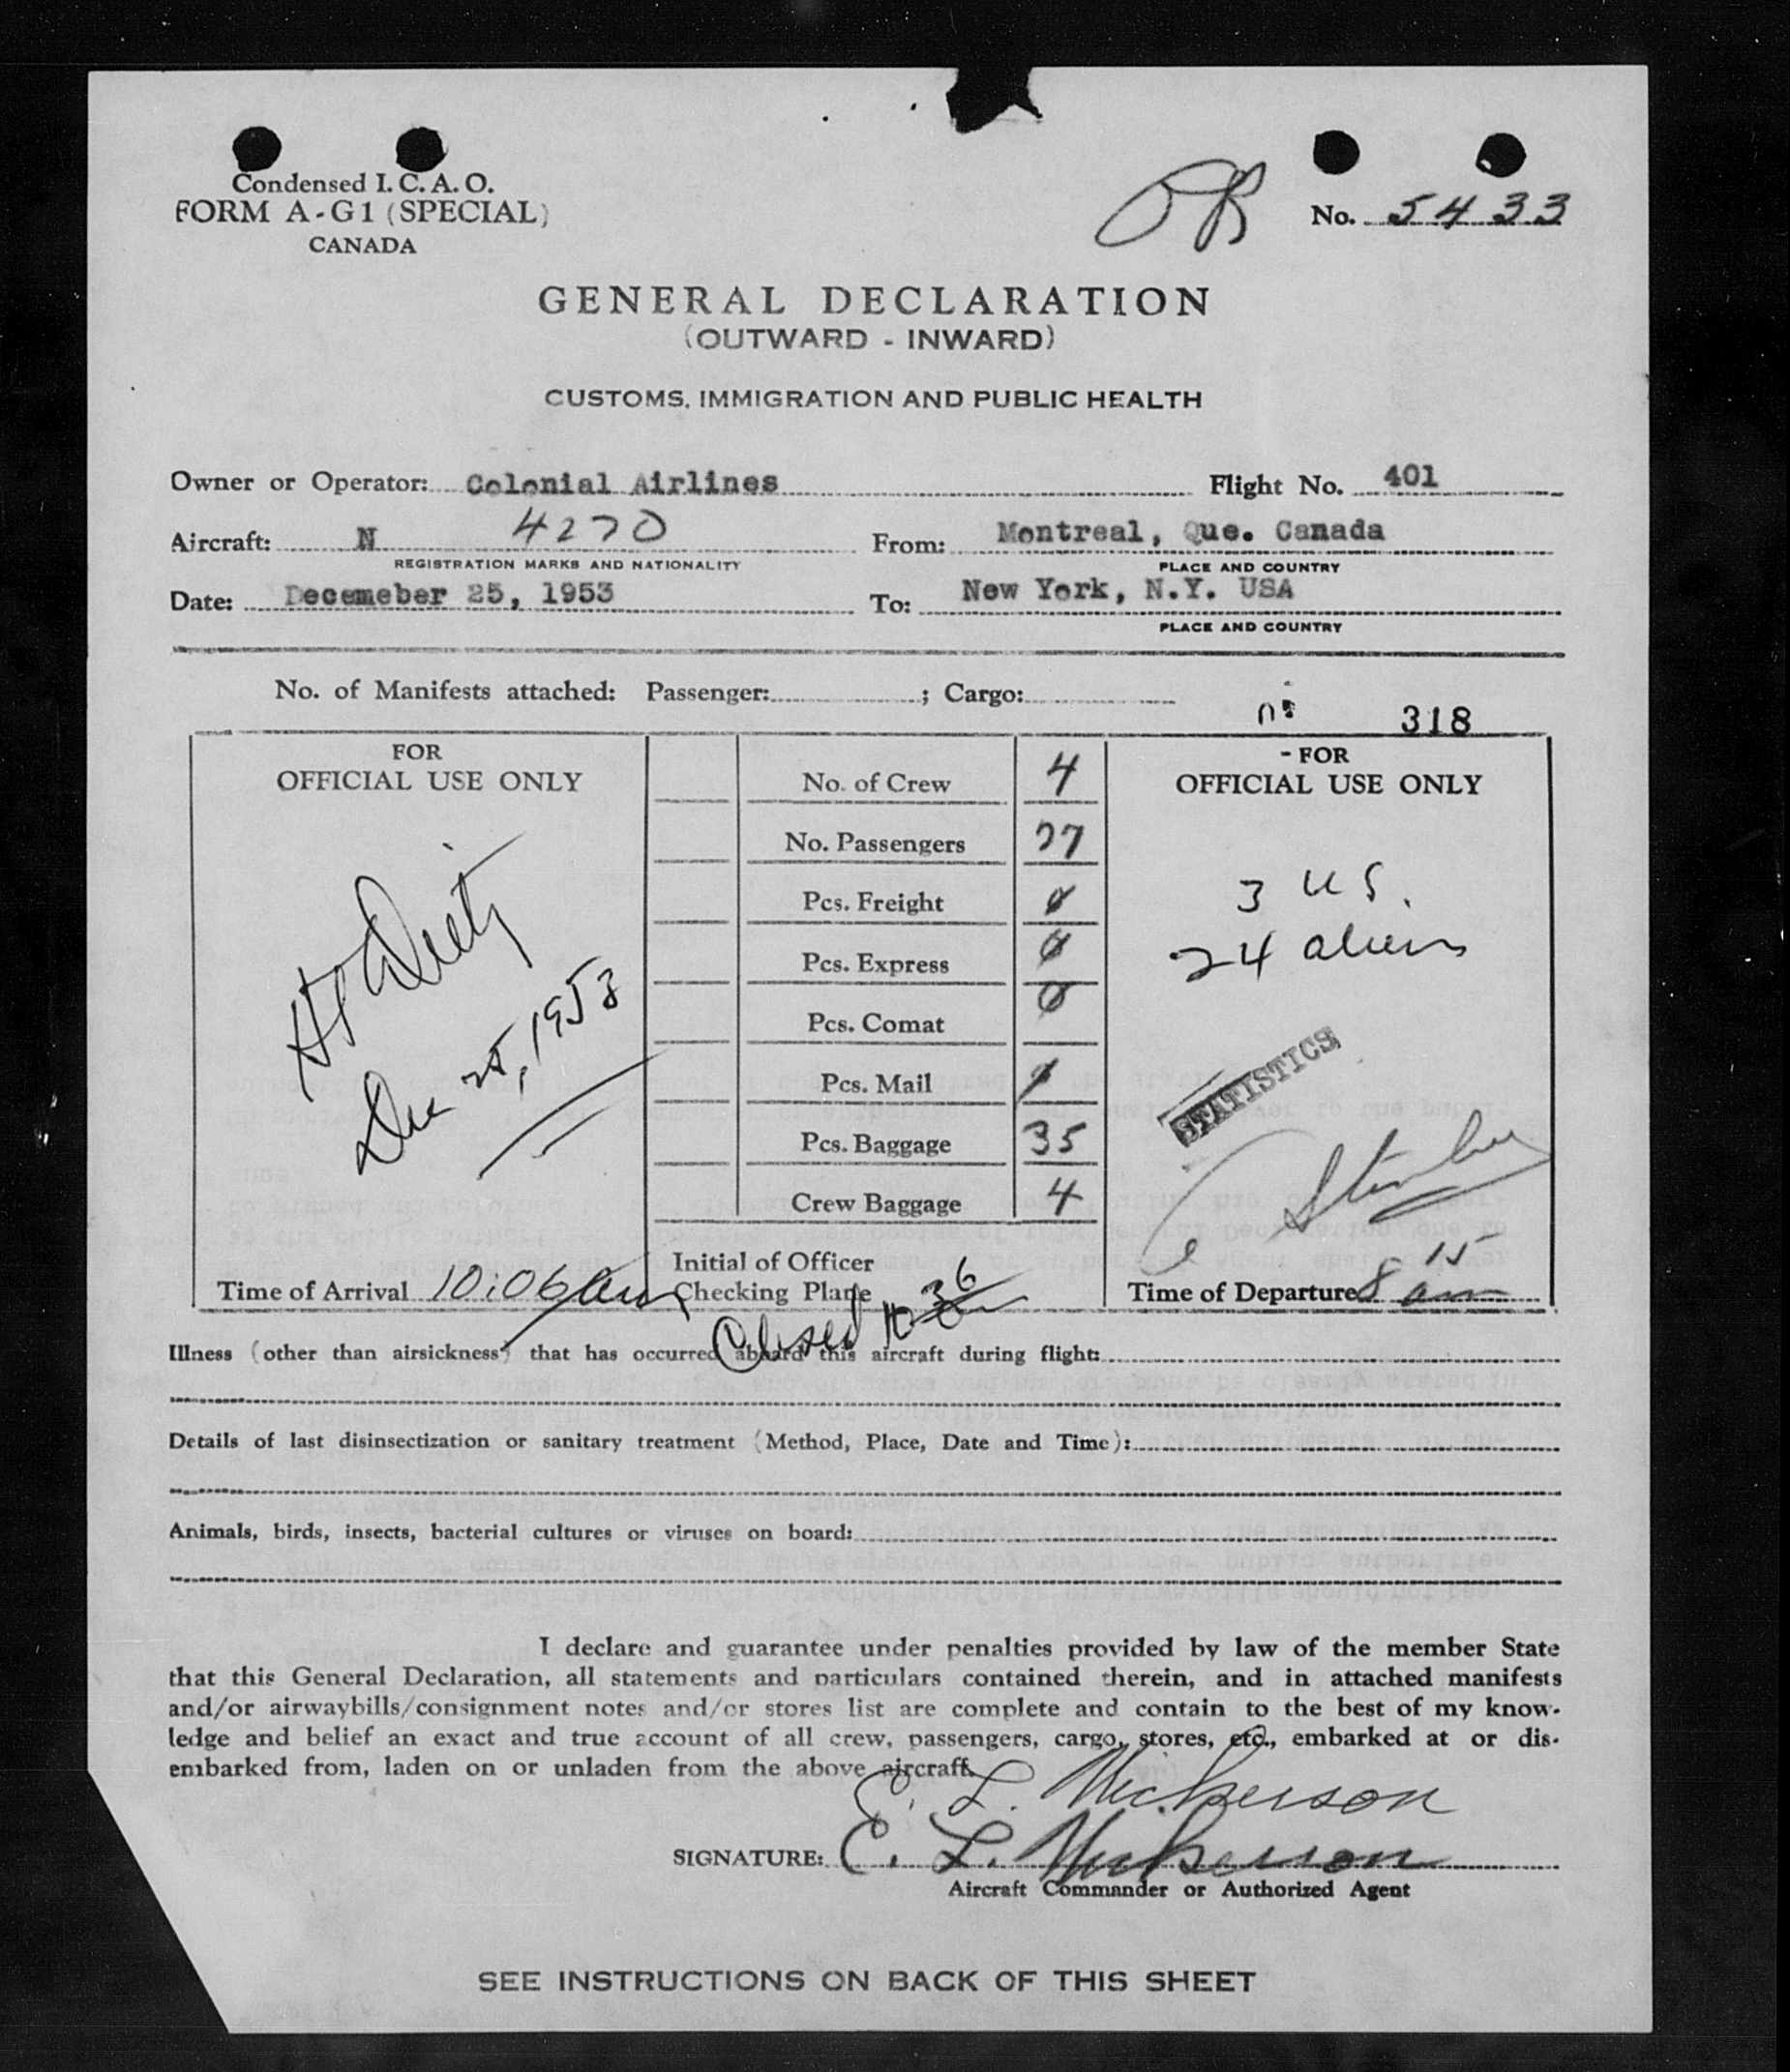 Condensed I. C. A. O.
FORM A-G1 (SPECIAL)
CANADA
No. 5433
GENERAL DECLARATION
(OUTWARD - INWARD)
CUSTOMS, IMMIGRATION AND PUBLIC HEALTH
Owner or Operator: Colonial Airlines Flight No. 401
Aircraft: N 4270 From: Montreal, Que. Canada
REGISTRATION MARKS AND NATIONALITY PLACE AND COUNTRY
Date: Decemeber 25, 1953 To: New York, N.Y. USA
PLACE AND COUNTRY
No. of Manifests attached: Passenger: ; Cargo:
318
FOR
OFFICIAL USE ONLY
Dec 25, 1953
Time of Arrival 10:06 am
No. of Crew 4
No. Passengers 27
Pcs. Freight 0
Pcs. Express 0
Pcs. Comat 0
Pcs. Mail 0
Pcs. Baggage 35
Crew Baggage 4
Initial of Officer
Checking Plane
Closed 10 36
- FOR
OFFICIAL USE ONLY
3 US.
24 aliens
STATISTICS
Time of Departure 8 15 am
Illness (other than airsickness) that has occurred aboard this aircraft during flight:
Details of last disinsectization or sanitary treatment (Method, Place, Date and Time):
Animals, birds, insects, bacterial cultures or viruses on board:
I declare and guarantee under penalties provided by law of the member State
that this General Declaration, all statements and particulars contained therein, and in attached manifests
and/or airwaybills/consignment notes and/or stores list are complete and contain to the best of my know-
ledge and belief an exact and true account of all crew, passengers, cargo, stores, etc., embarked at or dis-
embarked from, laden on or unladen from the above aircraft.
E. L. Nickerson
SIGNATURE: E. L. Nickerson
Aircraft Commander or Authorized Agent
SEE INSTRUCTIONS ON BACK OF THIS SHEET